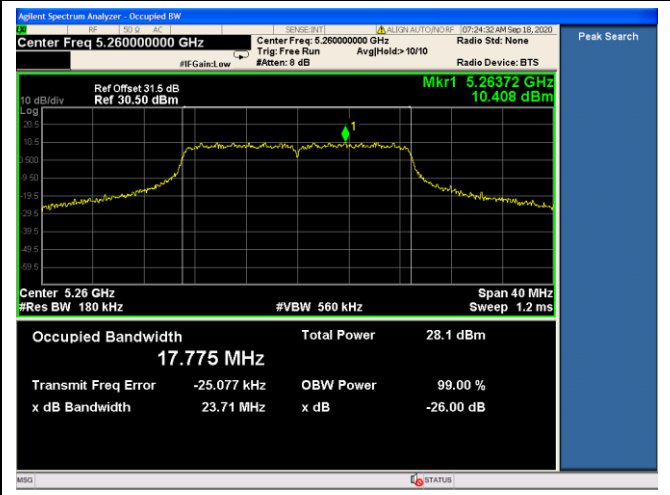 Agilent Spectrum Analyzer - Occupied BW
RF 50 Ω AC SENSE:INT ALIGN AUTO/NO RF 07:24:32 AM Sep 18, 2020
Center Freq 5.260000000 GHz Center Freq: 5.260000000 GHz Radio Std: None Peak Search
Trig: Free Run Avg|Hold:> 10/10
#IFGain:Low #Atten: 8 dB Radio Device: BTS
Mkr1 5.26372 GHz
Ref Offset 31.5 dB
10 dB/div Ref 30.50 dBm 10.408 dBm
Log
20.5
1
10.5
0.500
-9.50
-19.5
-29.5
-39.5
-49.5
-59.5
Center 5.26 GHz Span 40 MHz
#Res BW 180 kHz #VBW 560 kHz Sweep 1.2 ms
Occupied Bandwidth Total Power 28.1 dBm
17.775 MHz
Transmit Freq Error -25.077 kHz OBW Power 99.00 %
x dB Bandwidth 23.71 MHz x dB -26.00 dB
MSG STATUS